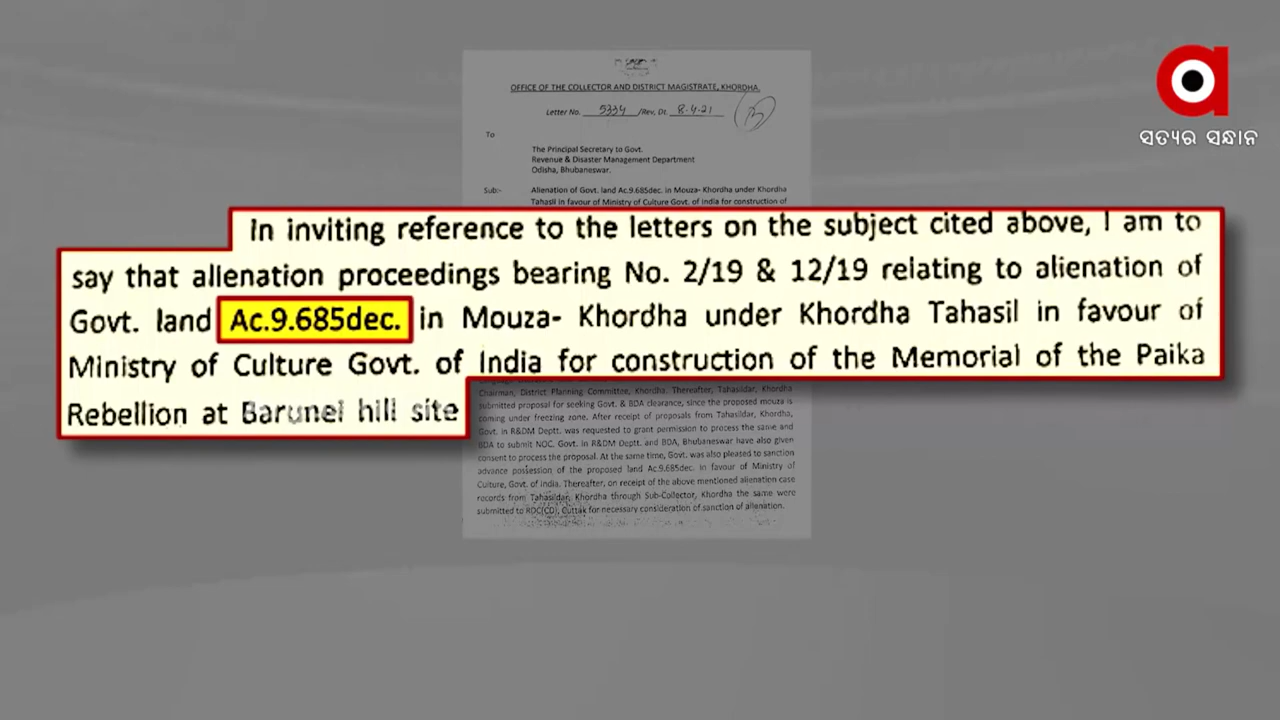 ସତ୍ୟର ସନ୍ଧାନ
OFFICE OF THE COLLECTOR AND DISTRICT MAGISTRATE, KHORDHA.
Letter No. 5334 /Rev, Dt. 8.4.21
To
The Principal Secretary to Govt.
Revenue & Disaster Management Department
Odisha, Bhubaneswar.
Sub:- Alienation of Govt. land Ac.9.685dec. in Mouza- Khordha under Khordha
Tahasil in favour of Ministry of Culture Govt. of India for construction of
In inviting reference to the letters on the subject cited above, I am to
say that alienation proceedings bearing No. 2/19 & 12/19 relating to alienation of
Govt. land Ac.9.685dec. in Mouza- Khordha under Khordha Tahasil in favour of
Ministry of Culture Govt. of India for construction of the Memorial of the Paika
Rebellion at Barunei hill site
Chairman, District Planning Committee, Khordha. Thereafter, Tahasildar, Khordha
submitted proposal for seeking Govt. & BDA clearance, since the proposed mouza is
coming under freezing zone. After receipt of proposals from Tahasildar, Khordha,
Govt. in R&DM Deptt. was requested to grant permission to process the same and
BDA to submit NOC. Govt. in R&DM Deptt. and BDA, Bhubaneswar have also given
consent to process the proposal. At the same time, Govt. was also pleased to sanction
advance possession of the proposed land Ac.9.685dec. in favour of Ministry of
Culture, Govt. of India. Thereafter, on receipt of the above mentioned alienation case
records from Tahasildar, Khordha through Sub-Collector, Khordha the same were
submitted to RDC(CD), Cuttak for necessary consideration of sanction of alienation.